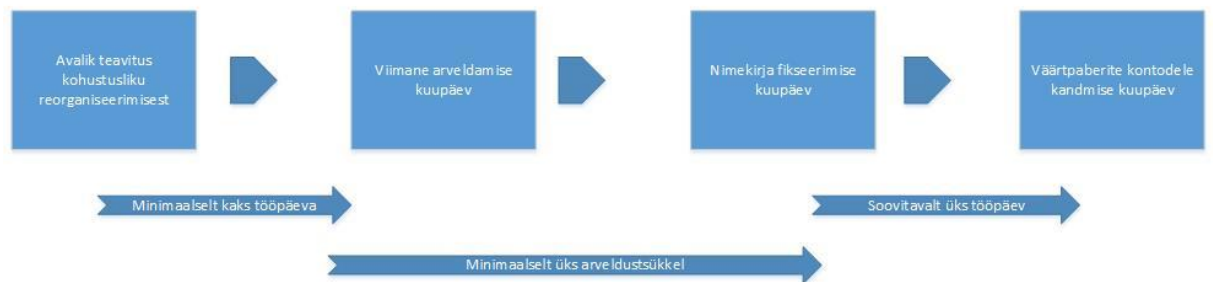 Avalik teavitus
kohustusliku
reorganiseerimisest
Viimane arveldamise
kuupäev
Nimekirja fikseerimise
kuupäev
Väärtpaberite kontodele
kandmise kuupäev
Minimaalselt kaks tööpäeva
Soovitavalt üks tööpäev
Minimaalselt üks arveldustsükkel